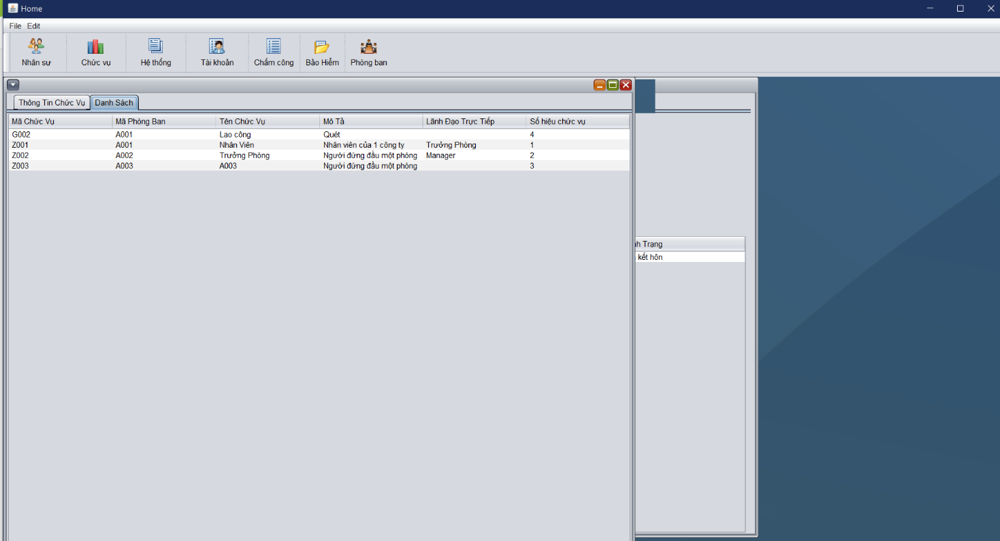 Home
File Edit
Nhân sự Chức vụ Hệ thống Tài khoản Chấm công Bảo Hiểm Phòng ban
Thông Tin Chức Vụ Danh Sách
Mã Chức Vụ Mã Phòng Ban Tên Chức Vụ Mô Tả Lãnh Đạo Trực Tiếp Số hiệu chức vụ
G002 A001 Lao công Quét 4
Z001 A001 Nhân Viên Nhân viên của 1 công ty Trưởng Phòng 1
Z002 A002 Trưởng Phòng Người đứng đầu một phòng Manager 2
Z003 A003 A003 Người đứng đầu một phòng 3
nh Trạng
kết hôn